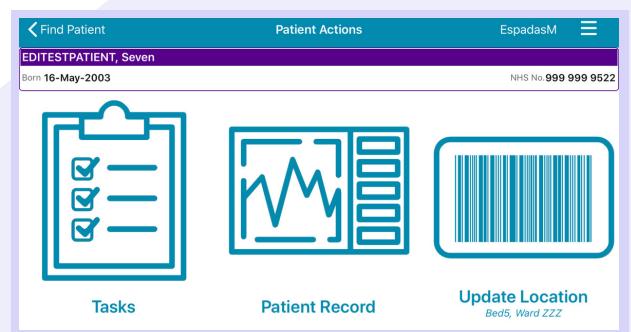 Find Patient Patient Actions EspadasM
EDITESTPATIENT, Seven
Born 16-May-2003 NHS No. 999 999 9522
Tasks Patient Record Update Location
Bed5, Ward ZZZ